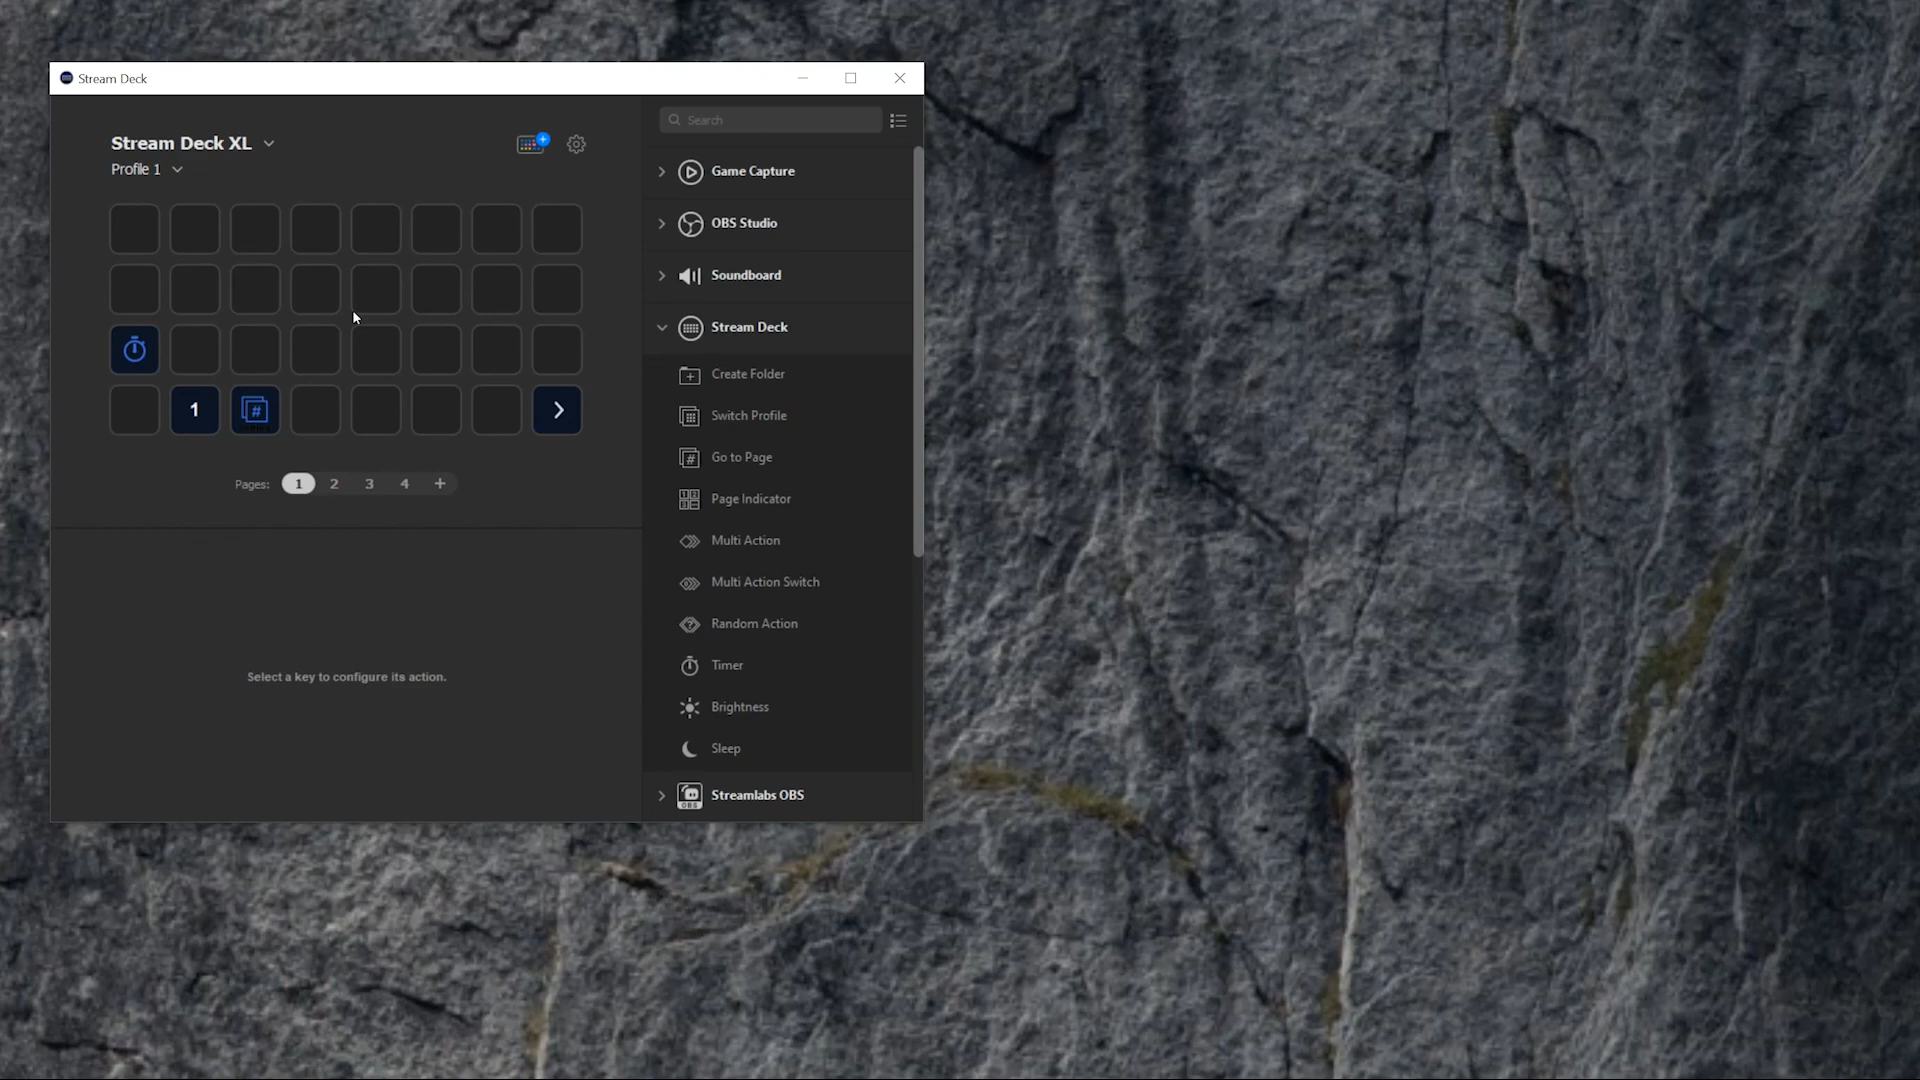 Stream Deck
Stream Deck XL
Profile 1
Search
Game Capture
OBS Studio
Soundboard
Stream Deck
Create Folder
Switch Profile
1
#
Go to Page
Pages: 1 2 3 4 +
Page Indicator
Multi Action
Multi Action Switch
Random Action
Timer
Select a key to configure its action.
Brightness
Sleep
OBS
Streamlabs OBS